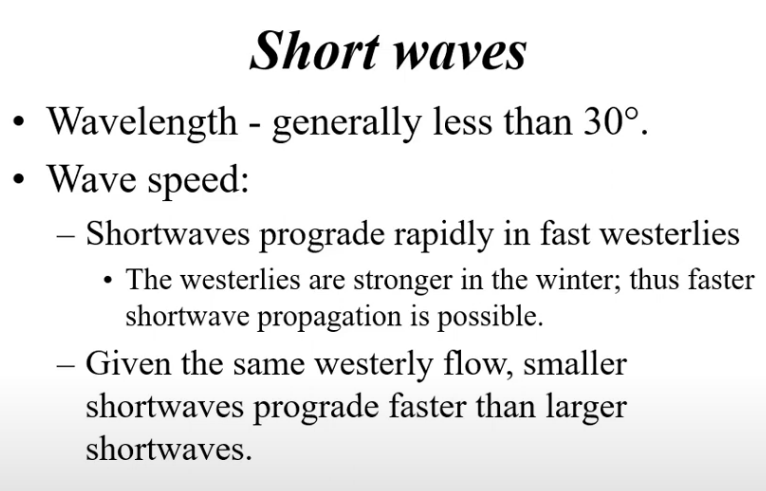 Short waves
• Wavelength - generally less than 30°.
• Wave speed:
– Shortwaves prograde rapidly in fast westerlies
• The westerlies are stronger in the winter; thus faster
shortwave propagation is possible.
– Given the same westerly flow, smaller
shortwaves prograde faster than larger
shortwaves.